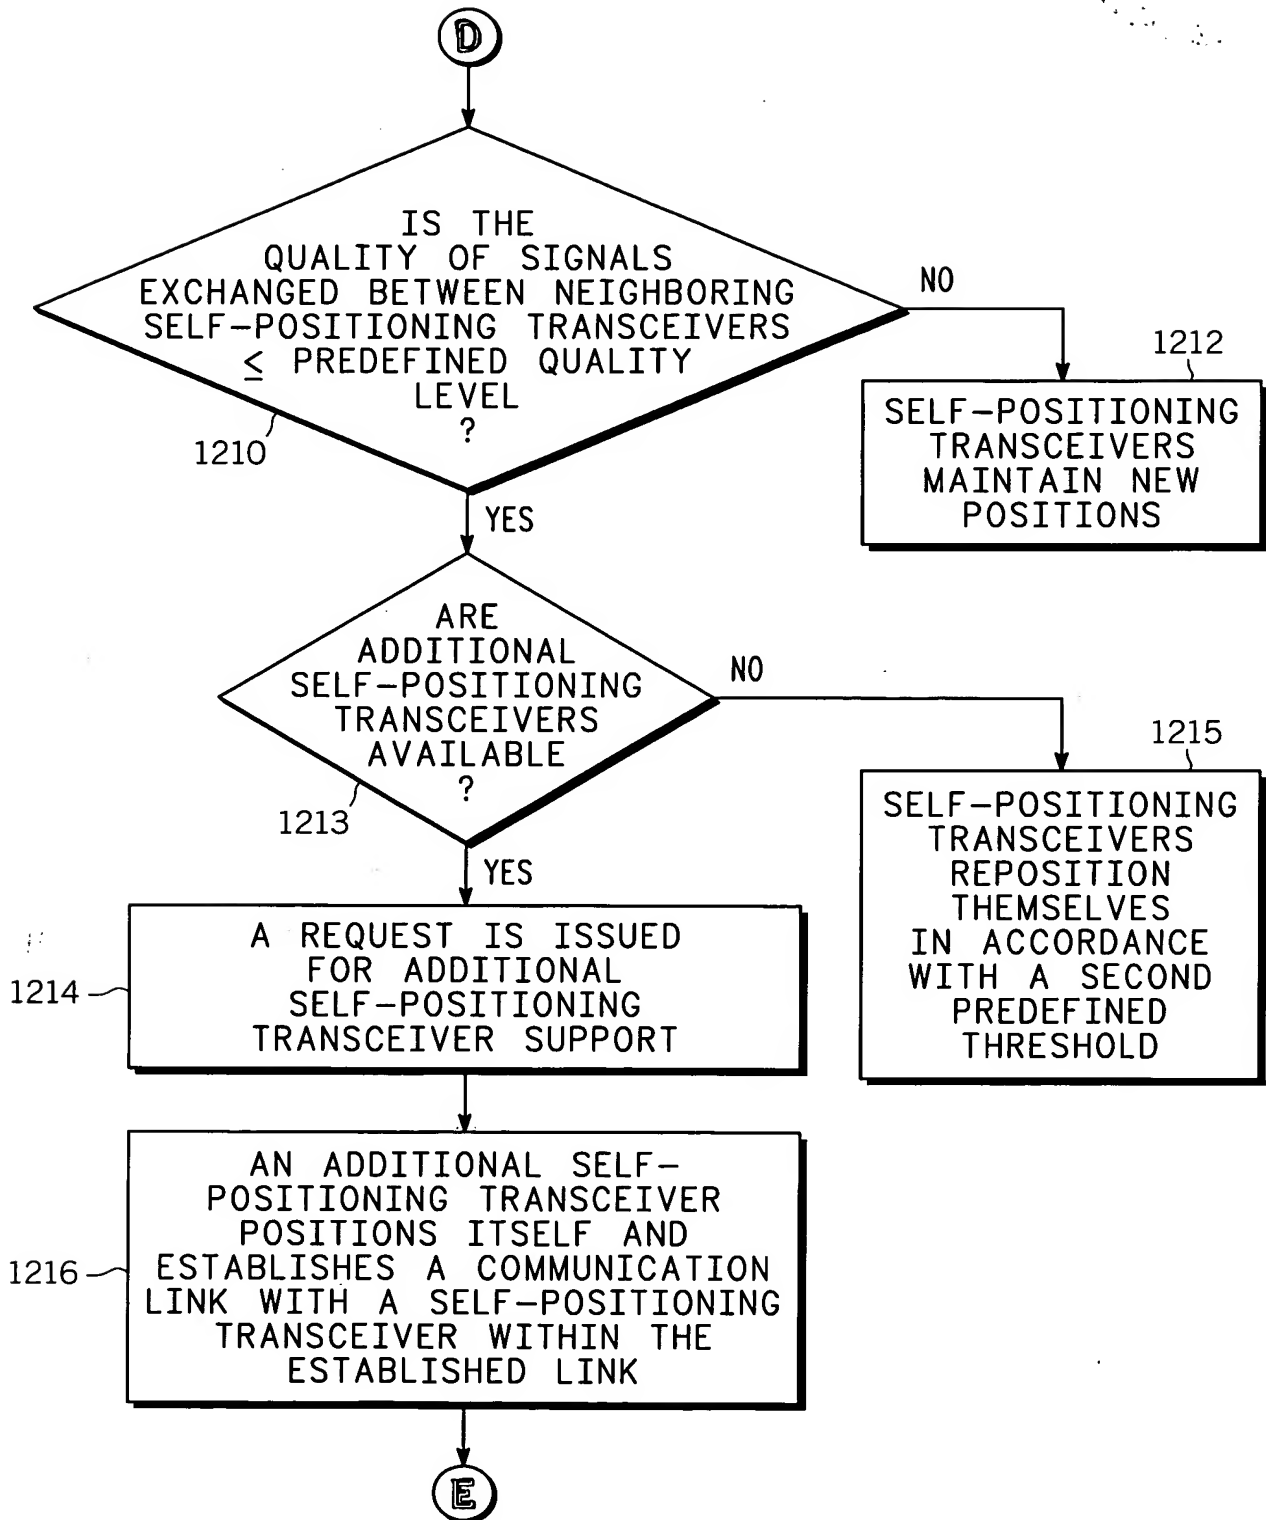 D
IS THE
QUALITY OF SIGNALS
EXCHANGED BETWEEN NEIGHBORING
SELF-POSITIONING TRANSCEIVERS
≤ PREDEFINED QUALITY
LEVEL
?
1210
NO
1212
SELF-POSITIONING
TRANSCEIVERS
MAINTAIN NEW
POSITIONS
YES
ARE
ADDITIONAL
SELF-POSITIONING
TRANSCEIVERS
AVAILABLE
?
1213
NO
1215
SELF-POSITIONING
TRANSCEIVERS
REPOSITION
THEMSELVES
IN ACCORDANCE
WITH A SECOND
PREDEFINED
THRESHOLD
YES
A REQUEST IS ISSUED
FOR ADDITIONAL
SELF-POSITIONING
TRANSCEIVER SUPPORT
1214
AN ADDITIONAL SELF-
POSITIONING TRANSCEIVER
POSITIONS ITSELF AND
ESTABLISHES A COMMUNICATION
LINK WITH A SELF-POSITIONING
TRANSCEIVER WITHIN THE
ESTABLISHED LINK
1216
E